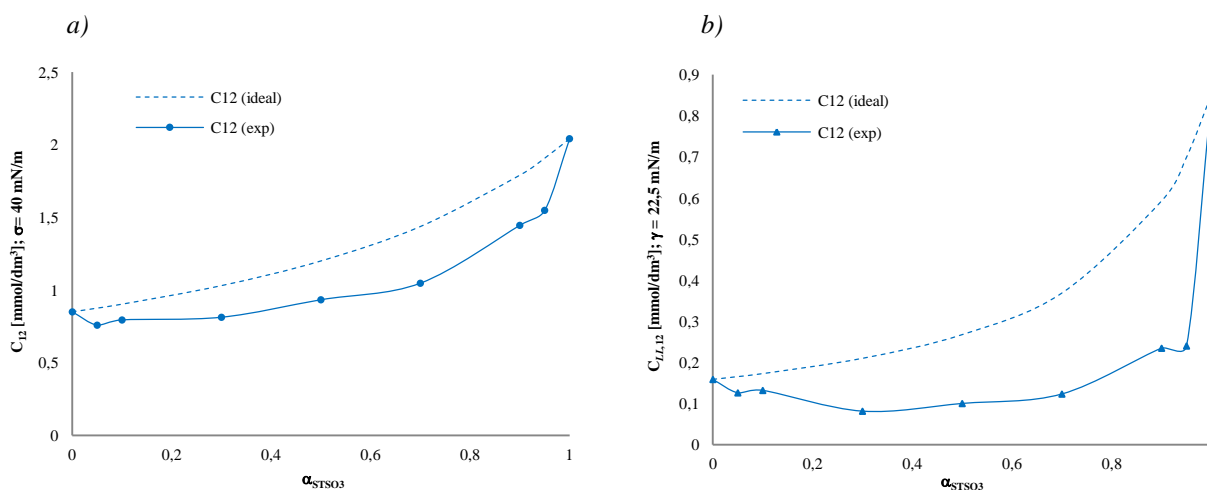 a)
C12 [mmol/dm3]; σ= 40 mN/m
2,5
2
1,5
1
0,5
0
C12 (ideal)
C12 (exp)
0 0,2 0,4 0,6 0,8 1
αSTSO3
b)
CLL,12 [mmol/dm3]; γ = 22,5 mN/m
0,9
0,8
0,7
0,6
0,5
0,4
0,3
0,2
0,1
0
C12 (ideal)
C12 (exp)
0 0,2 0,4 0,6 0,8
αSTSO3